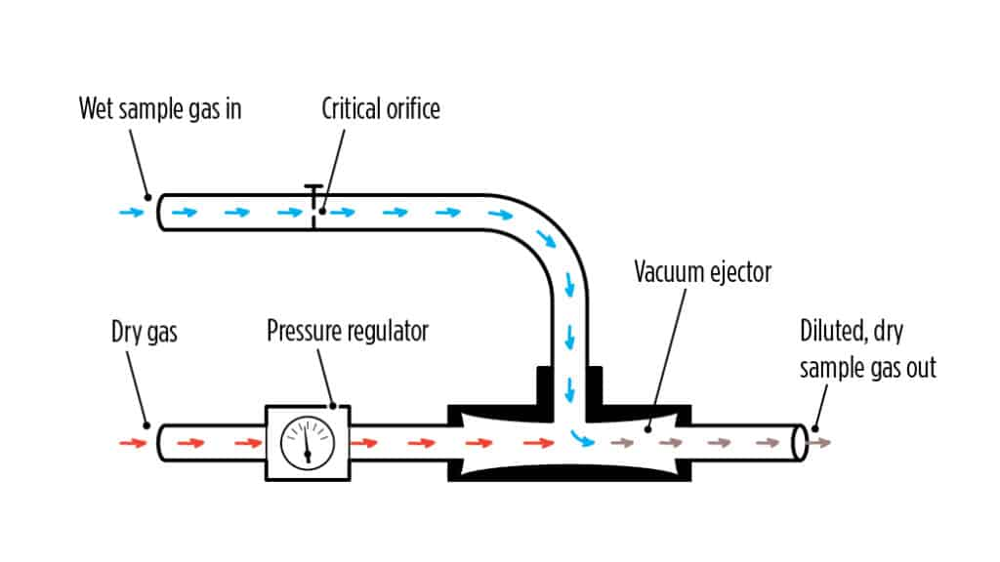 Wet sample gas in
Critical orifice
Vacuum ejector
Dry gas
Pressure regulator
Diluted, dry
sample gas out